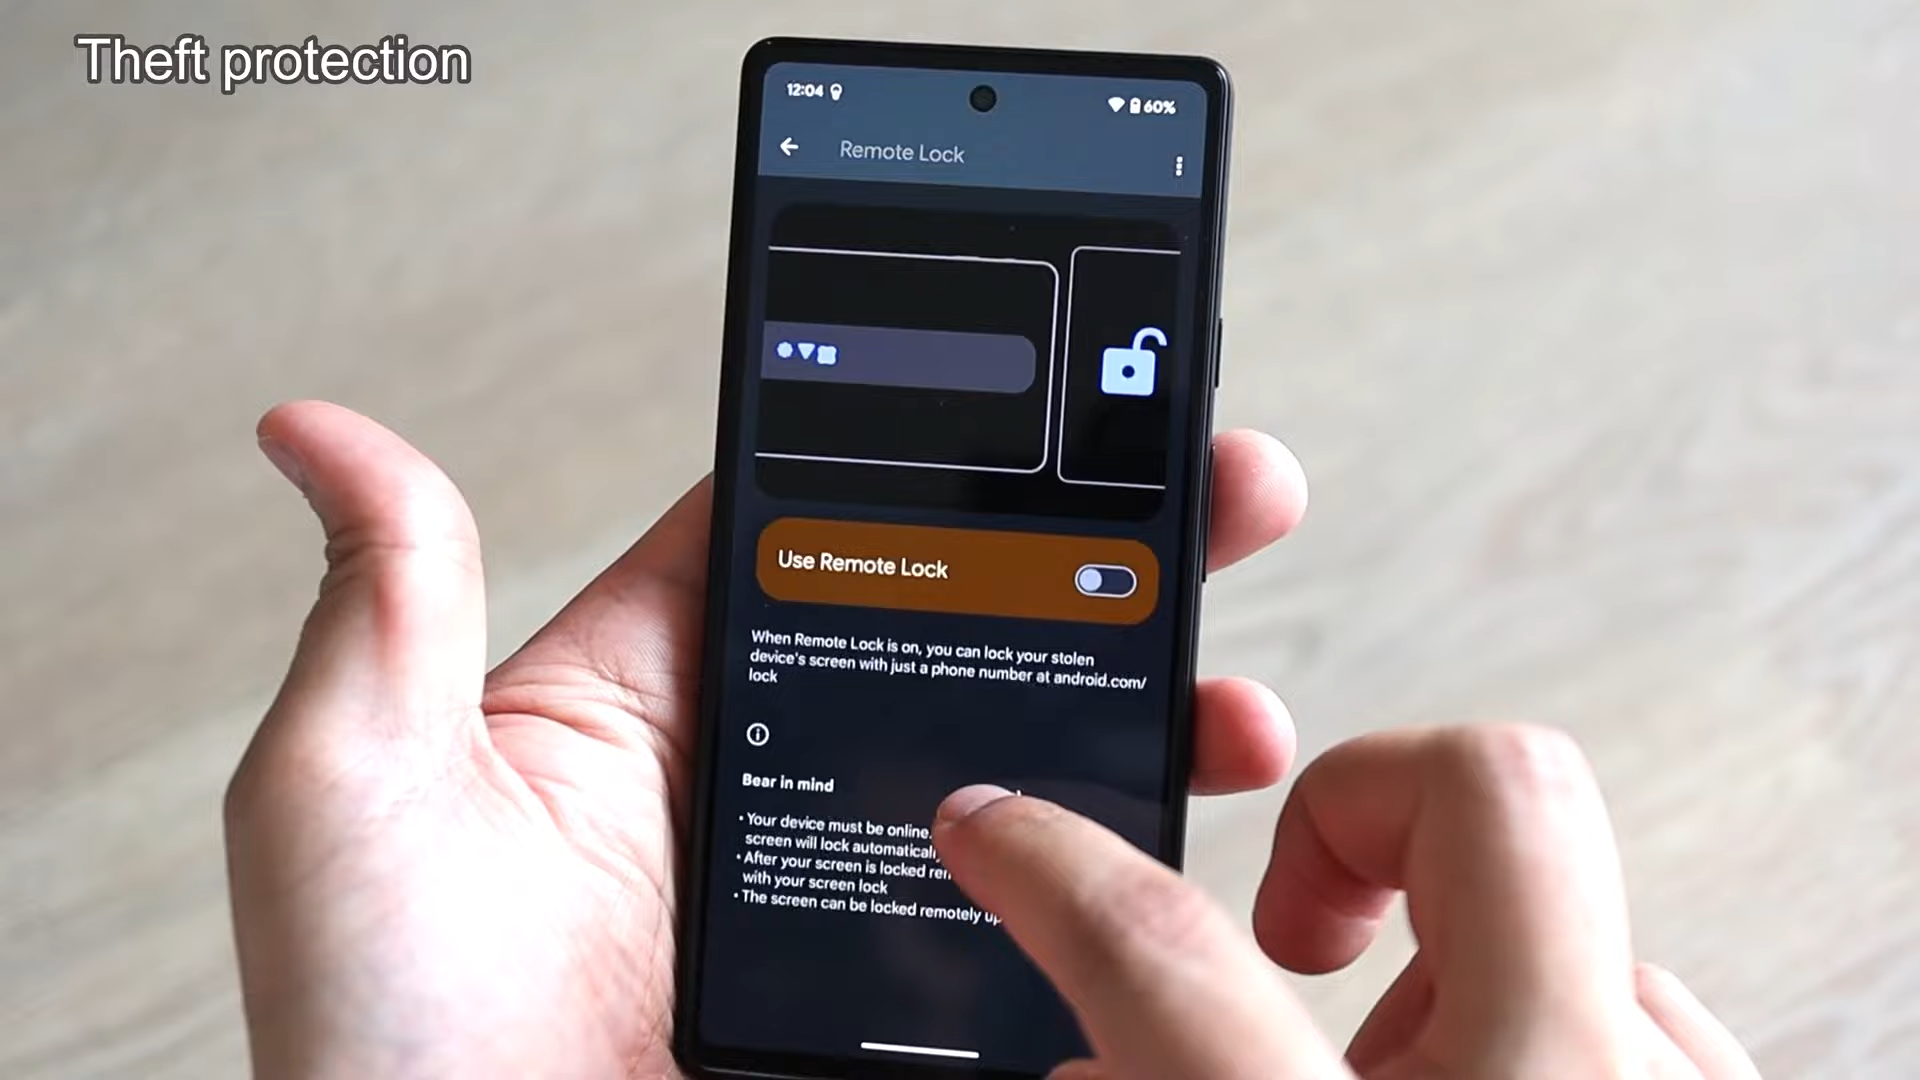 Theft protection
12:04
60%
Remote Lock
Use Remote Lock
When Remote Lock is on, you can lock your stolen
device's screen with just a phone number at android.com/
lock
Bear in mind
• Your device must be online.
screen will lock automatically
• After your screen is locked
with your screen lock
• The screen can be locked remotely